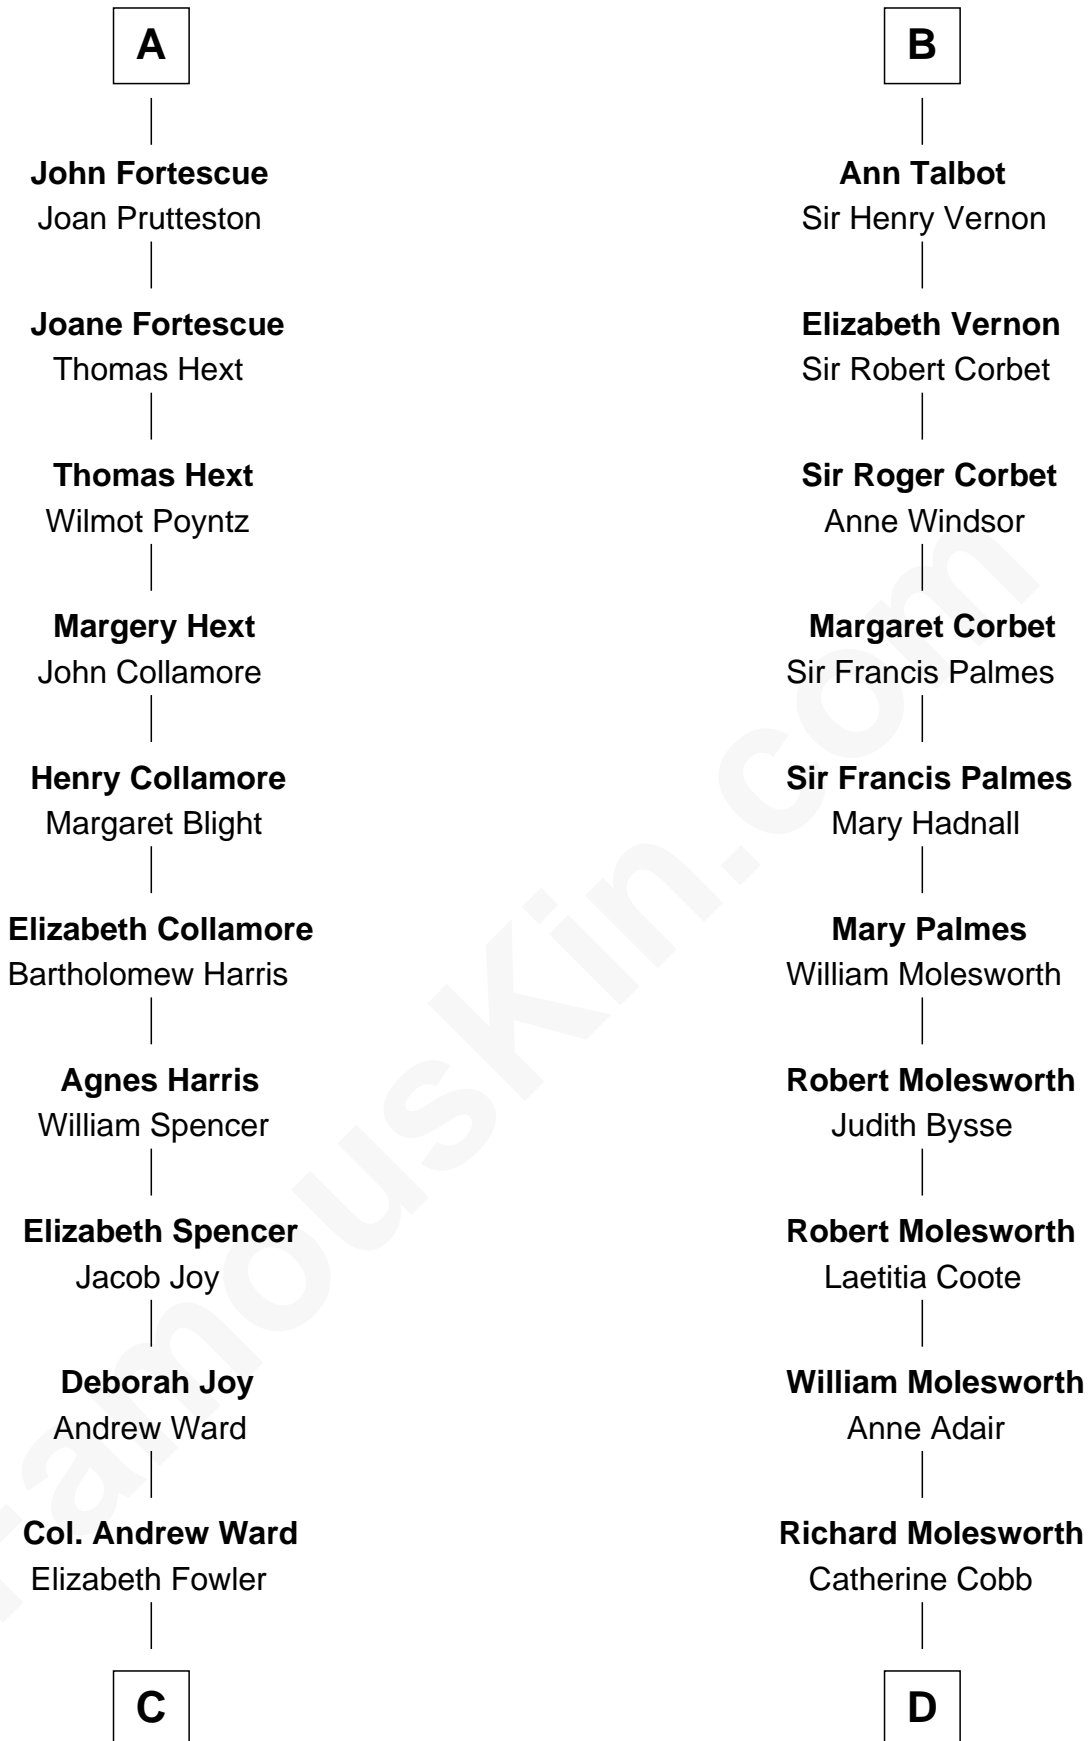 A
John Fortescue
Joan Prutteston
Joane Fortescue
Thomas Hext
Thomas Hext
Wilmot Poyntz
Margery Hext
John Collamore
Henry Collamore
Margaret Blight
Elizabeth Collamore
Bartholomew Harris
Agnes Harris
William Spencer
Elizabeth Spencer
Jacob Joy
Deborah Joy
Andrew Ward
Col. Andrew Ward
Elizabeth Fowler
C
B
Ann Talbot
Sir Henry Vernon
Elizabeth Vernon
Sir Robert Corbet
Sir Roger Corbet
Anne Windsor
Margaret Corbet
Sir Francis Palmes
Sir Francis Palmes
Mary Hadnall
Mary Palmes
William Molesworth
Robert Molesworth
Judith Bysse
Robert Molesworth
Laetitia Coote
William Molesworth
Anne Adair
Richard Molesworth
Catherine Cobb
D
FamousKin.com